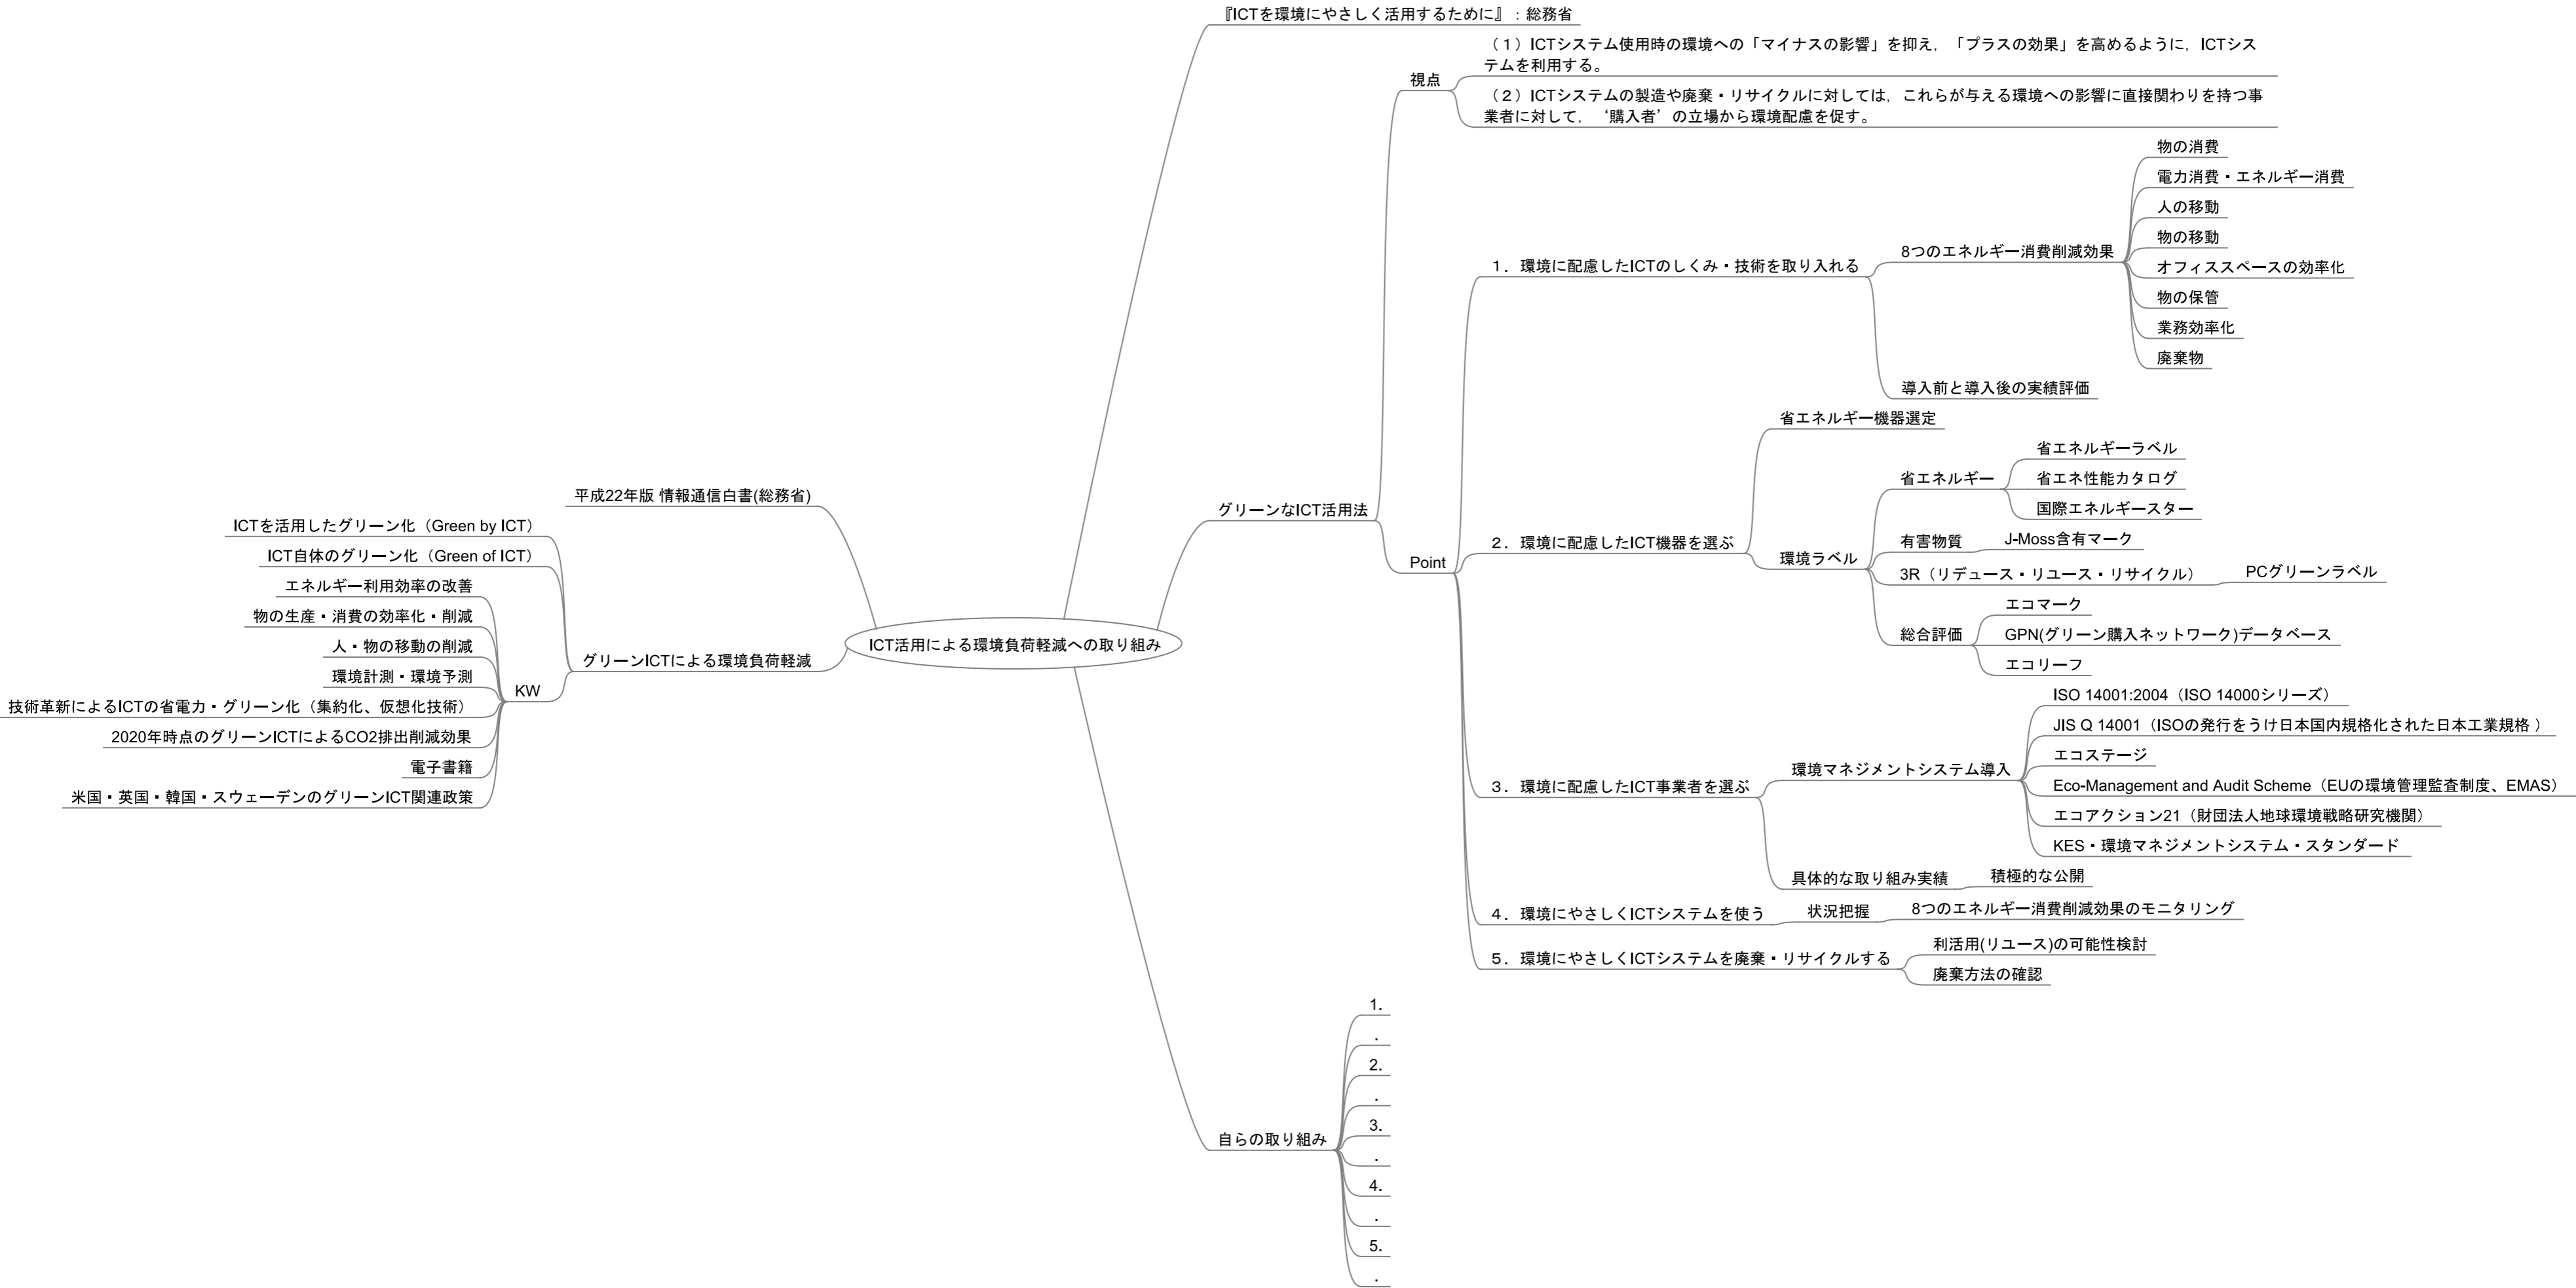 『ICTを環境にやさしく活用するために』：総務省
（１）ICTシステム使用時の環境への「マイナスの影響」を抑え，「プラスの効果」を高めるように，ICTシス
テムを利用する。
視点
（２）ICTシステムの製造や廃棄・リサイクルに対しては，これらが与える環境への影響に直接関わりを持つ事
業者に対して，‘購入者’の立場から環境配慮を促す。
物の消費
電力消費・エネルギー消費
人の移動
物の移動
8つのエネルギー消費削減効果
１．環境に配慮したICTのしくみ・技術を取り入れる
オフィススペースの効率化
物の保管
業務効率化
廃棄物
導入前と導入後の実績評価
省エネルギー機器選定
省エネルギーラベル
省エネルギー
省エネ性能カタログ
国際エネルギースター
グリーンなICT活用法
２．環境に配慮したICT機器を選ぶ
有害物質
J-Moss含有マーク
Point
環境ラベル
3R（リデュース・リユース・リサイクル）
PCグリーンラベル
エコマーク
総合評価
GPN(グリーン購入ネットワーク)データベース
エコリーフ
ISO 14001:2004（ISO 14000シリーズ）
JIS Q 14001（ISOの発行をうけ日本国内規格化された日本工業規格 ）
エコステージ
環境マネジメントシステム導入
３．環境に配慮したICT事業者を選ぶ
Eco-Management and Audit Scheme（EUの環境管理監査制度、EMAS）
エコアクション21（財団法人地球環境戦略研究機関）
KES・環境マネジメントシステム・スタンダード
具体的な取り組み実績
積極的な公開
４．環境にやさしくICTシステムを使う
状況把握
8つのエネルギー消費削減効果のモニタリング
利活用(リユース)の可能性検討
５．環境にやさしくICTシステムを廃棄・リサイクルする
廃棄方法の確認
平成22年版 情報通信白書(総務省)
ICTを活用したグリーン化（Green by ICT）
ICT自体のグリーン化（Green of ICT）
エネルギー利用効率の改善
物の生産・消費の効率化・削減
人・物の移動の削減
ICT活用による環境負荷軽減への取り組み
グリーンICTによる環境負荷軽減
環境計測・環境予測
KW
技術革新によるICTの省電力・グリーン化（集約化、仮想化技術）
2020年時点のグリーンICTによるCO2排出削減効果
電子書籍
米国・英国・韓国・スウェーデンのグリーンICT関連政策
1.
.
2.
.
3.
自らの取り組み
.
4.
.
5.
.